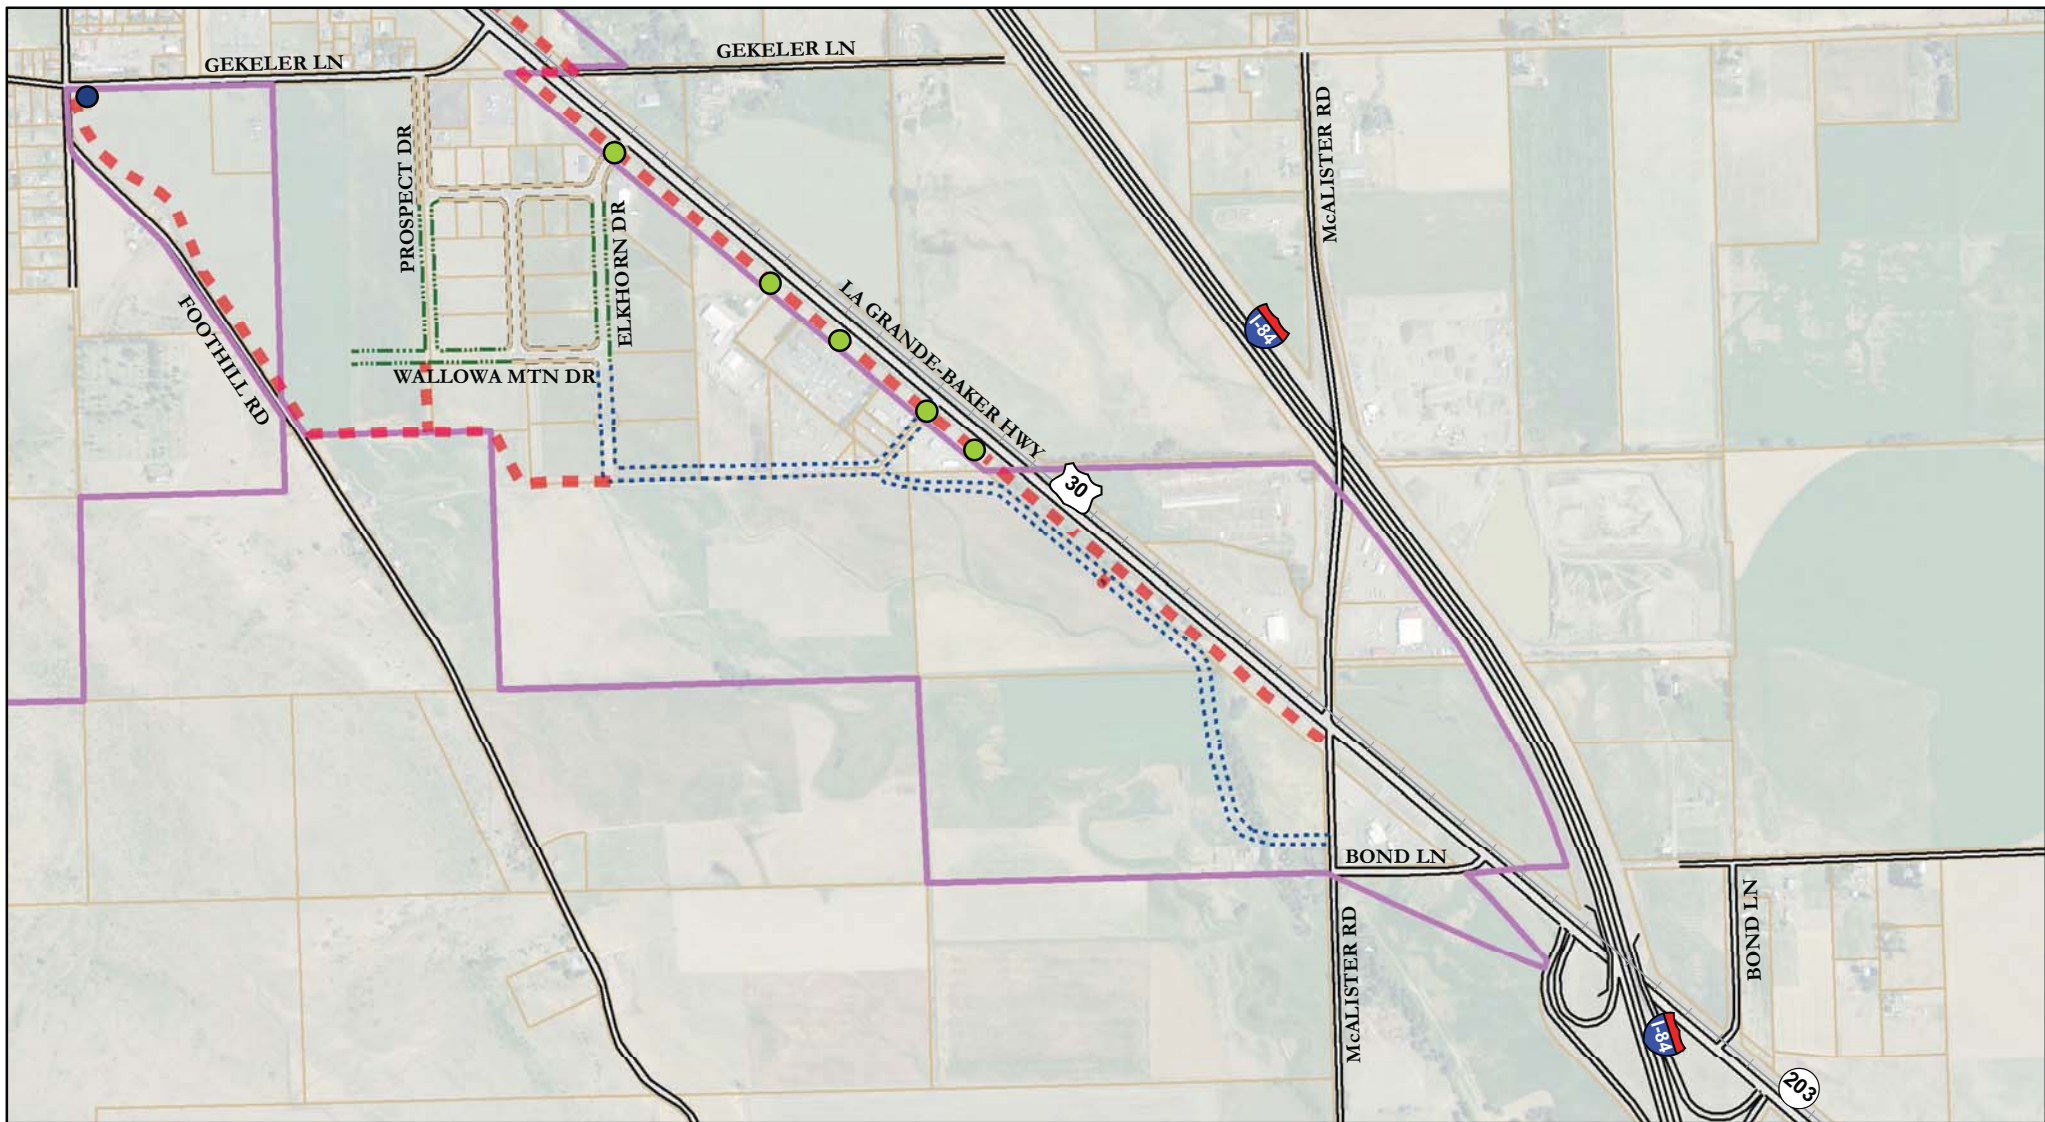 GEKELER LN
GEKELER LN
PROSPECT DR
McALISTER RD
ELKHORN DR
FOOTHILL RD
LA GRANDE-BAKER HWY
I-84
WALLOWA MTN DR
30
BOND LN
McALISTER RD
BOND LN
I-84
203